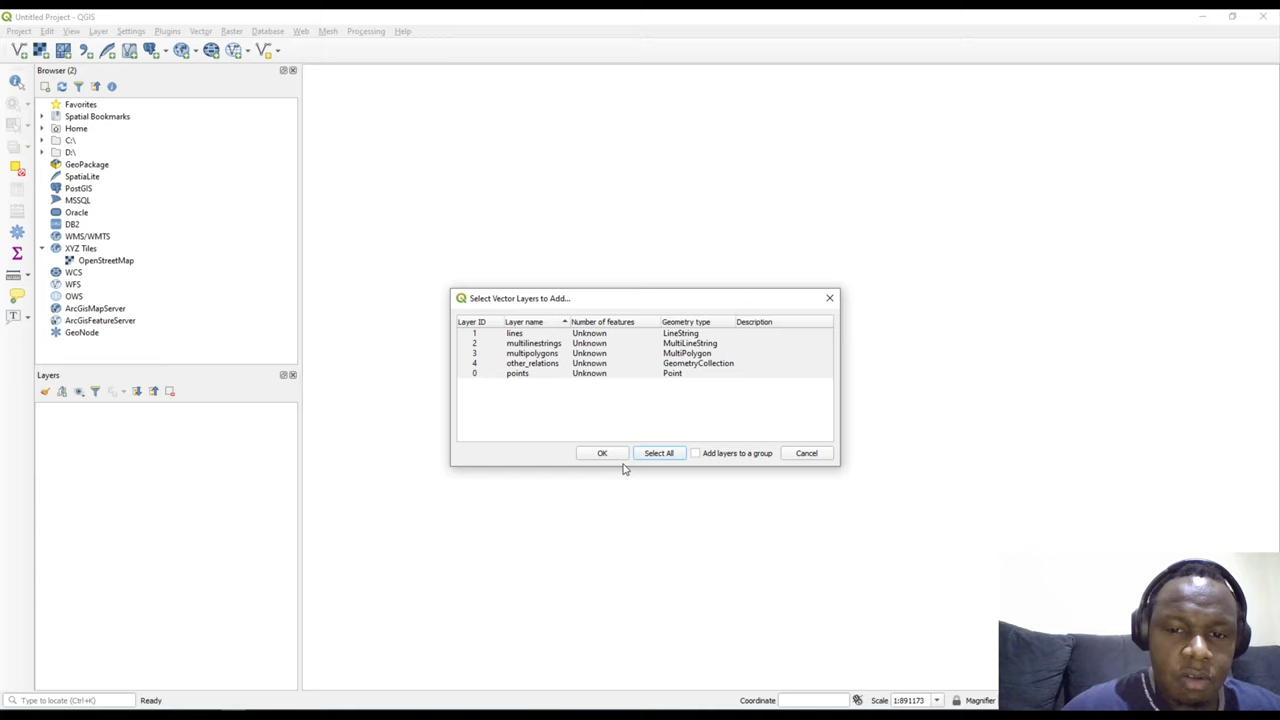 Untitled Project - QGIS
Project Edit View Layer Settings Plugins Vector Raster Database Web Mesh Processing Help
Browser (2)
Favorites
Spatial Bookmarks
Home
C:\
D:\
GeoPackage
SpatiaLite
PostGIS
MSSQL
Oracle
DB2
WMS/WMTS
XYZ Tiles
OpenStreetMap
WCS
WFS
OWS
ArcGisMapServer
ArcGisFeatureServer
GeoNode
Layers
Select Vector Layers to Add...
Layer ID Layer name Number of features Geometry type Description
1 lines Unknown LineString
2 multilinestrings Unknown MultiLineString
3 multipolygons Unknown MultiPolygon
4 other_relations Unknown GeometryCollection
0 points Unknown Point
OK Select All Add layers to a group Cancel
Type to locate (Ctrl+K) Ready Coordinate Scale 1:891173 Magnifier